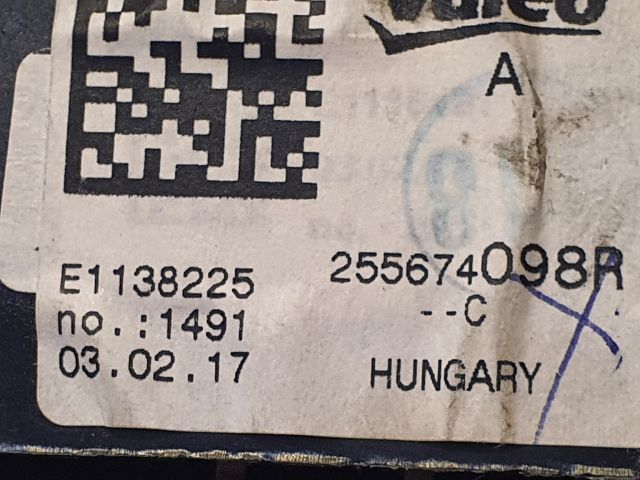 Valeo
A
E1138225
255674098R
no.:1491
--C
03.02.17
HUNGARY